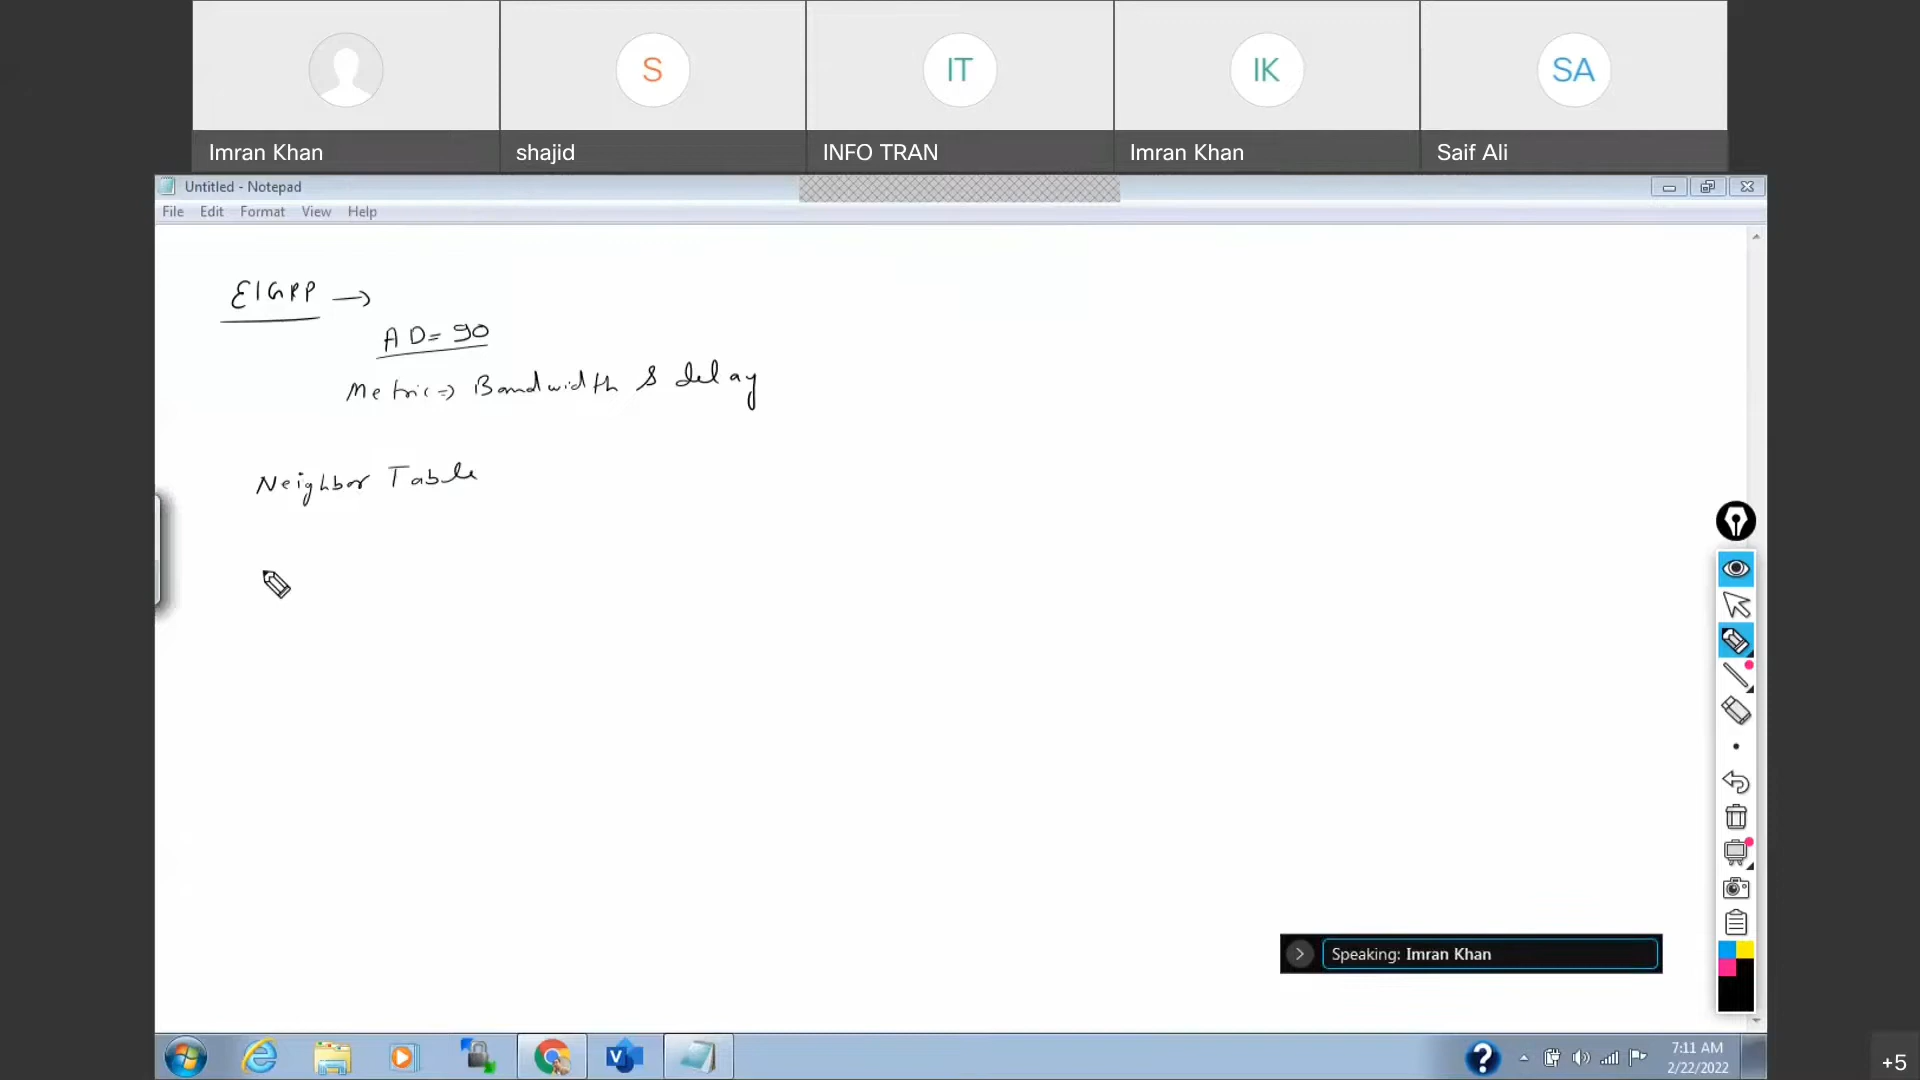 S
IT
IK
SA
Imran Khan
shajid
INFO TRAN
Imran Khan
Saif Ali
Untitled - Notepad
File Edit Format View Help
EIGRP →
AD= 90
Metric => Bandwidth & delay
Neighbor Table
Speaking: Imran Khan
7:11 AM
2/22/2022
+5